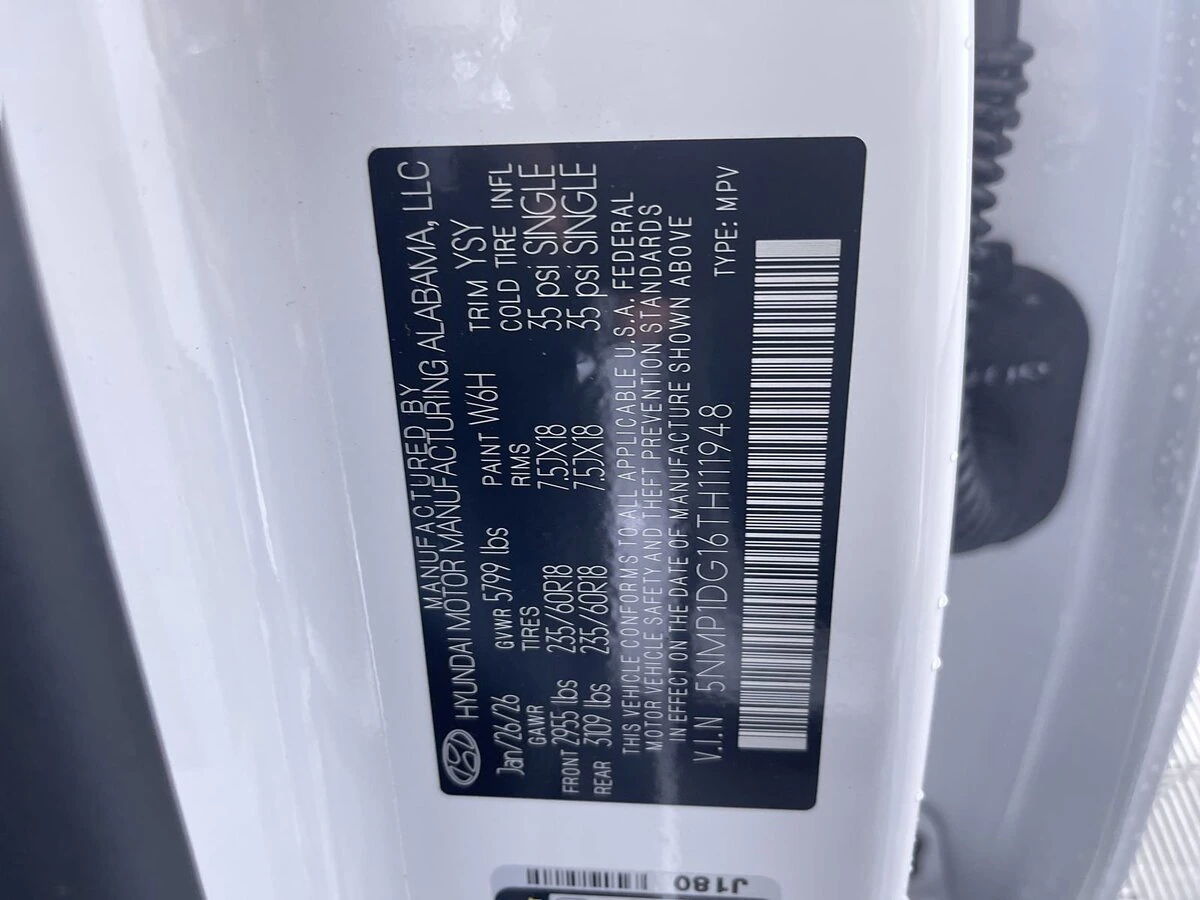 MANUFACTURED BY
HYUNDAI MOTOR MANUFACTURING ALABAMA, LLC
Jan/26/26 GVWR 5799 lbs PAINT W6H TRIM YSY
GAWR TIRES RIMS COLD TIRE INFL
FRONT 2955 lbs 235/60R18 7.5JX18 35 psi SINGLE
REAR 3109 lbs 235/60R18 7.5JX18 35 psi SINGLE
THIS VEHICLE CONFORMS TO ALL APPLICABLE U.S.A. FEDERAL
MOTOR VEHICLE SAFETY AND THEFT PREVENTION STANDARDS
IN EFFECT ON THE DATE OF MANUFACTURE SHOWN ABOVE
V.I.N 5NMP1DG16TH111948 TYPE: MPV
J180